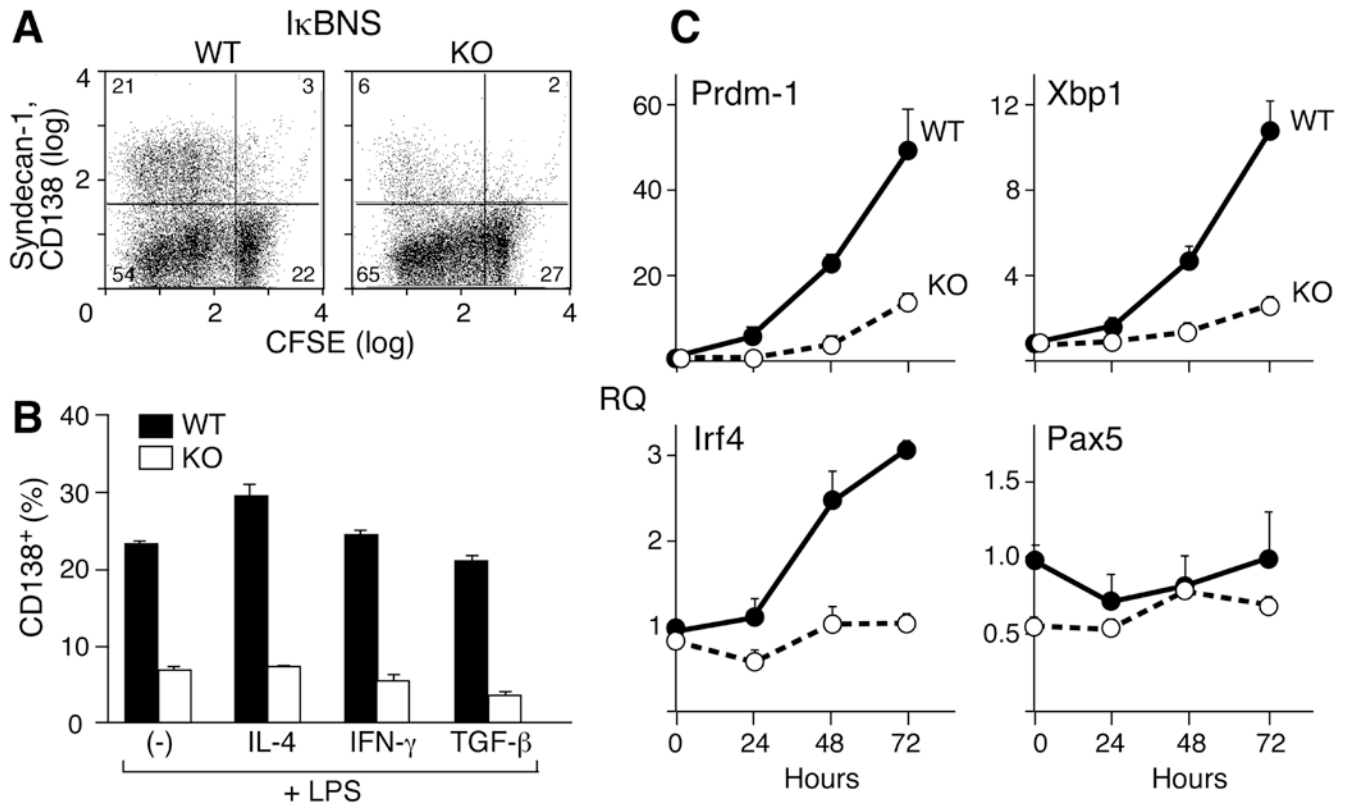 A
IκBNS
WT
KO
Syndecan-1,
CD138 (log)
4
2
0
21
3
54
22
6
2
65
27
2
4
2
4
CFSE (log)
B
CD138⁺ (%)
40
30
20
10
0
WT
KO
(-)
IL-4
IFN-γ
TGF-β
+ LPS
C
RQ
Prdm-1
60
40
20
WT
KO
Xbp1
12
8
4
WT
KO
Irf4
3
2
1
0
24
48
72
Hours
Pax5
1.5
1.0
0.5
0
24
48
72
Hours